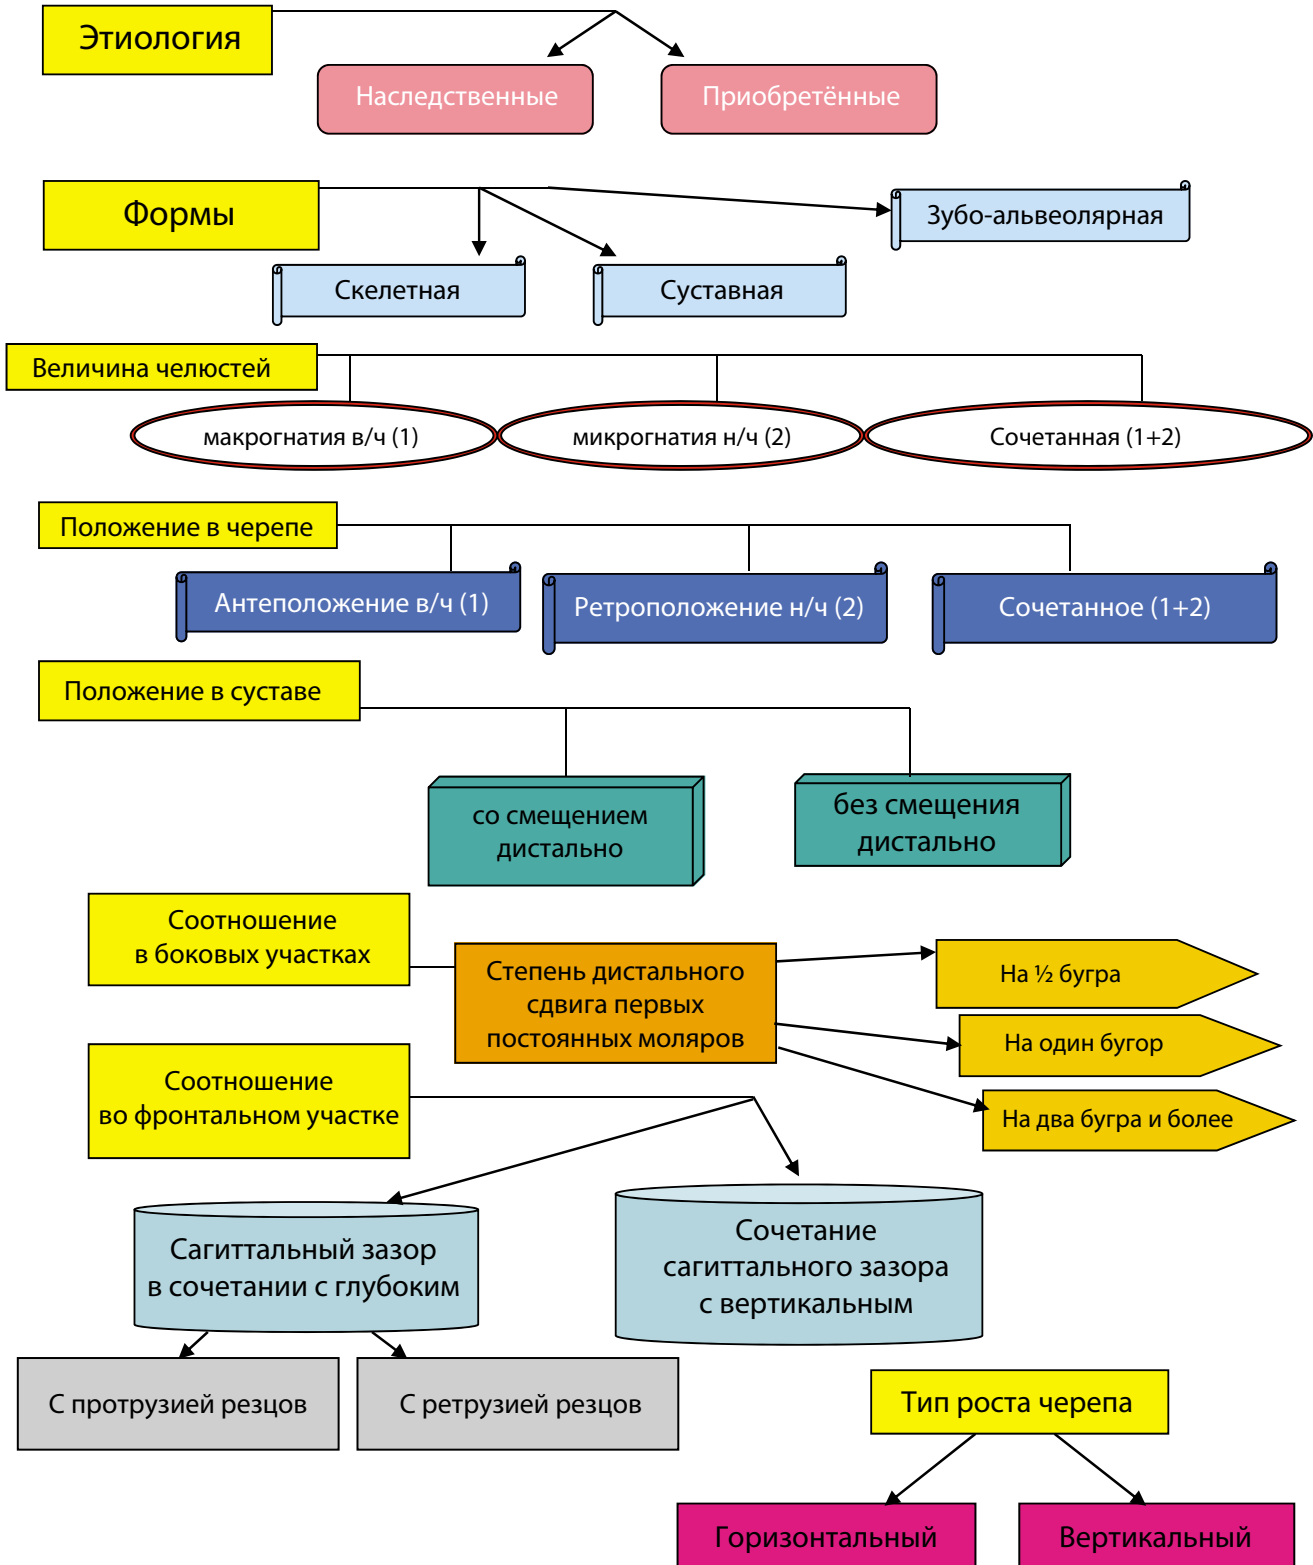 Этиология
Наследственные
Приобретённые
Формы
Зубо-альвеолярная
Скелетная
Суставная
Величина челюстей
макрогнатия в/ч (1)
микрогнатия н/ч (2)
Сочетанная (1+2)
Положение в черепе
Антеположение в/ч (1)
Ретроположение н/ч (2)
Сочетанное (1+2)
Положение в суставе
со смещением
дистально
без смещения
дистально
Соотношение
в боковых участках
Степень дистального
сдвига первых
постоянных моляров
На ½ бугра
На один бугор
На два бугра и более
Соотношение
во фронтальном участке
Сагиттальный зазор
в сочетании с глубоким
Сочетание
сагиттального зазора
с вертикальным
С протрузией резцов
С ретрузией резцов
Тип роста черепа
Горизонтальный
Вертикальный